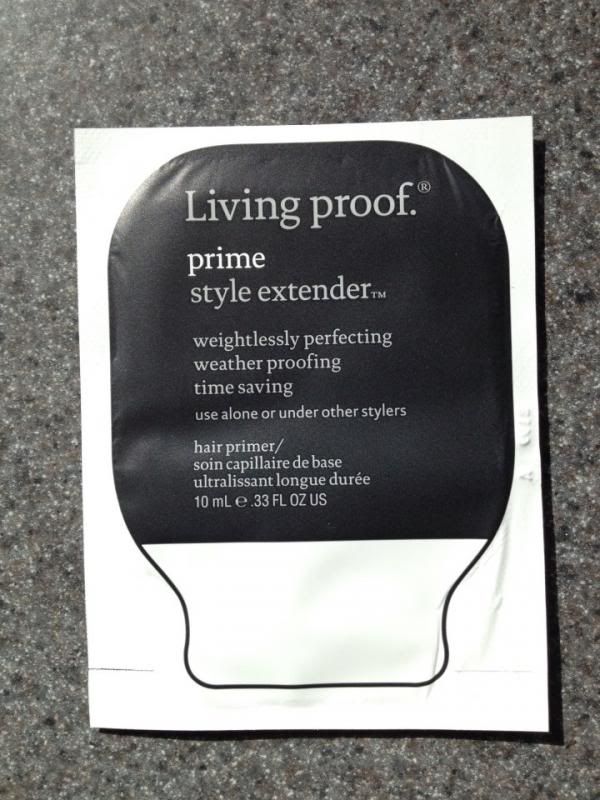 Living proof.®
prime
style extender™
weightlessly perfecting
weather proofing
time saving
use alone or under other stylers
hair primer/
soin capillaire de base
ultralissant longue durée
10 mL ℮ .33 FL OZ US